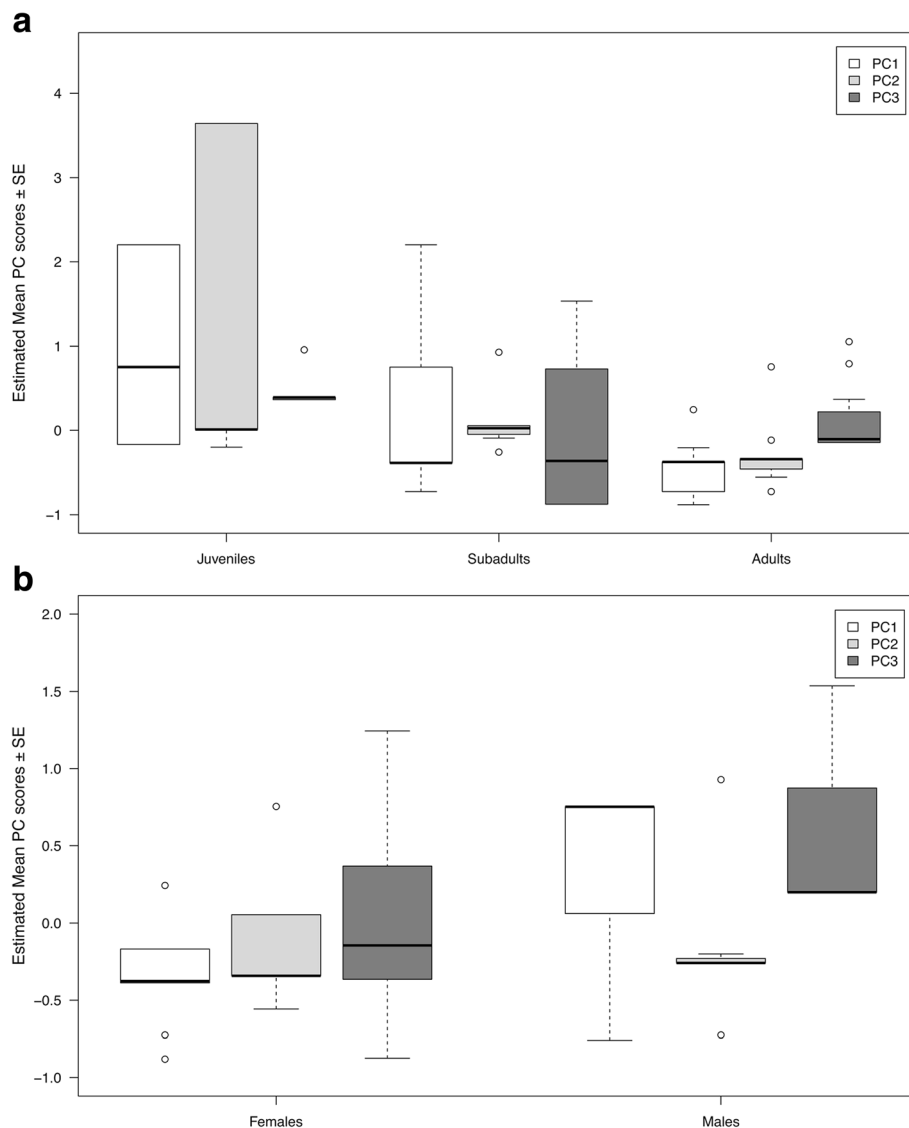 a
Estimated Mean PC scores ± SE
4
3
2
1
0
−1
PC1
PC2
PC3
Juveniles
Subadults
Adults
b
Estimated Mean PC scores ± SE
2.0
1.5
1.0
0.5
0.0
−0.5
−1.0
PC1
PC2
PC3
Females
Males